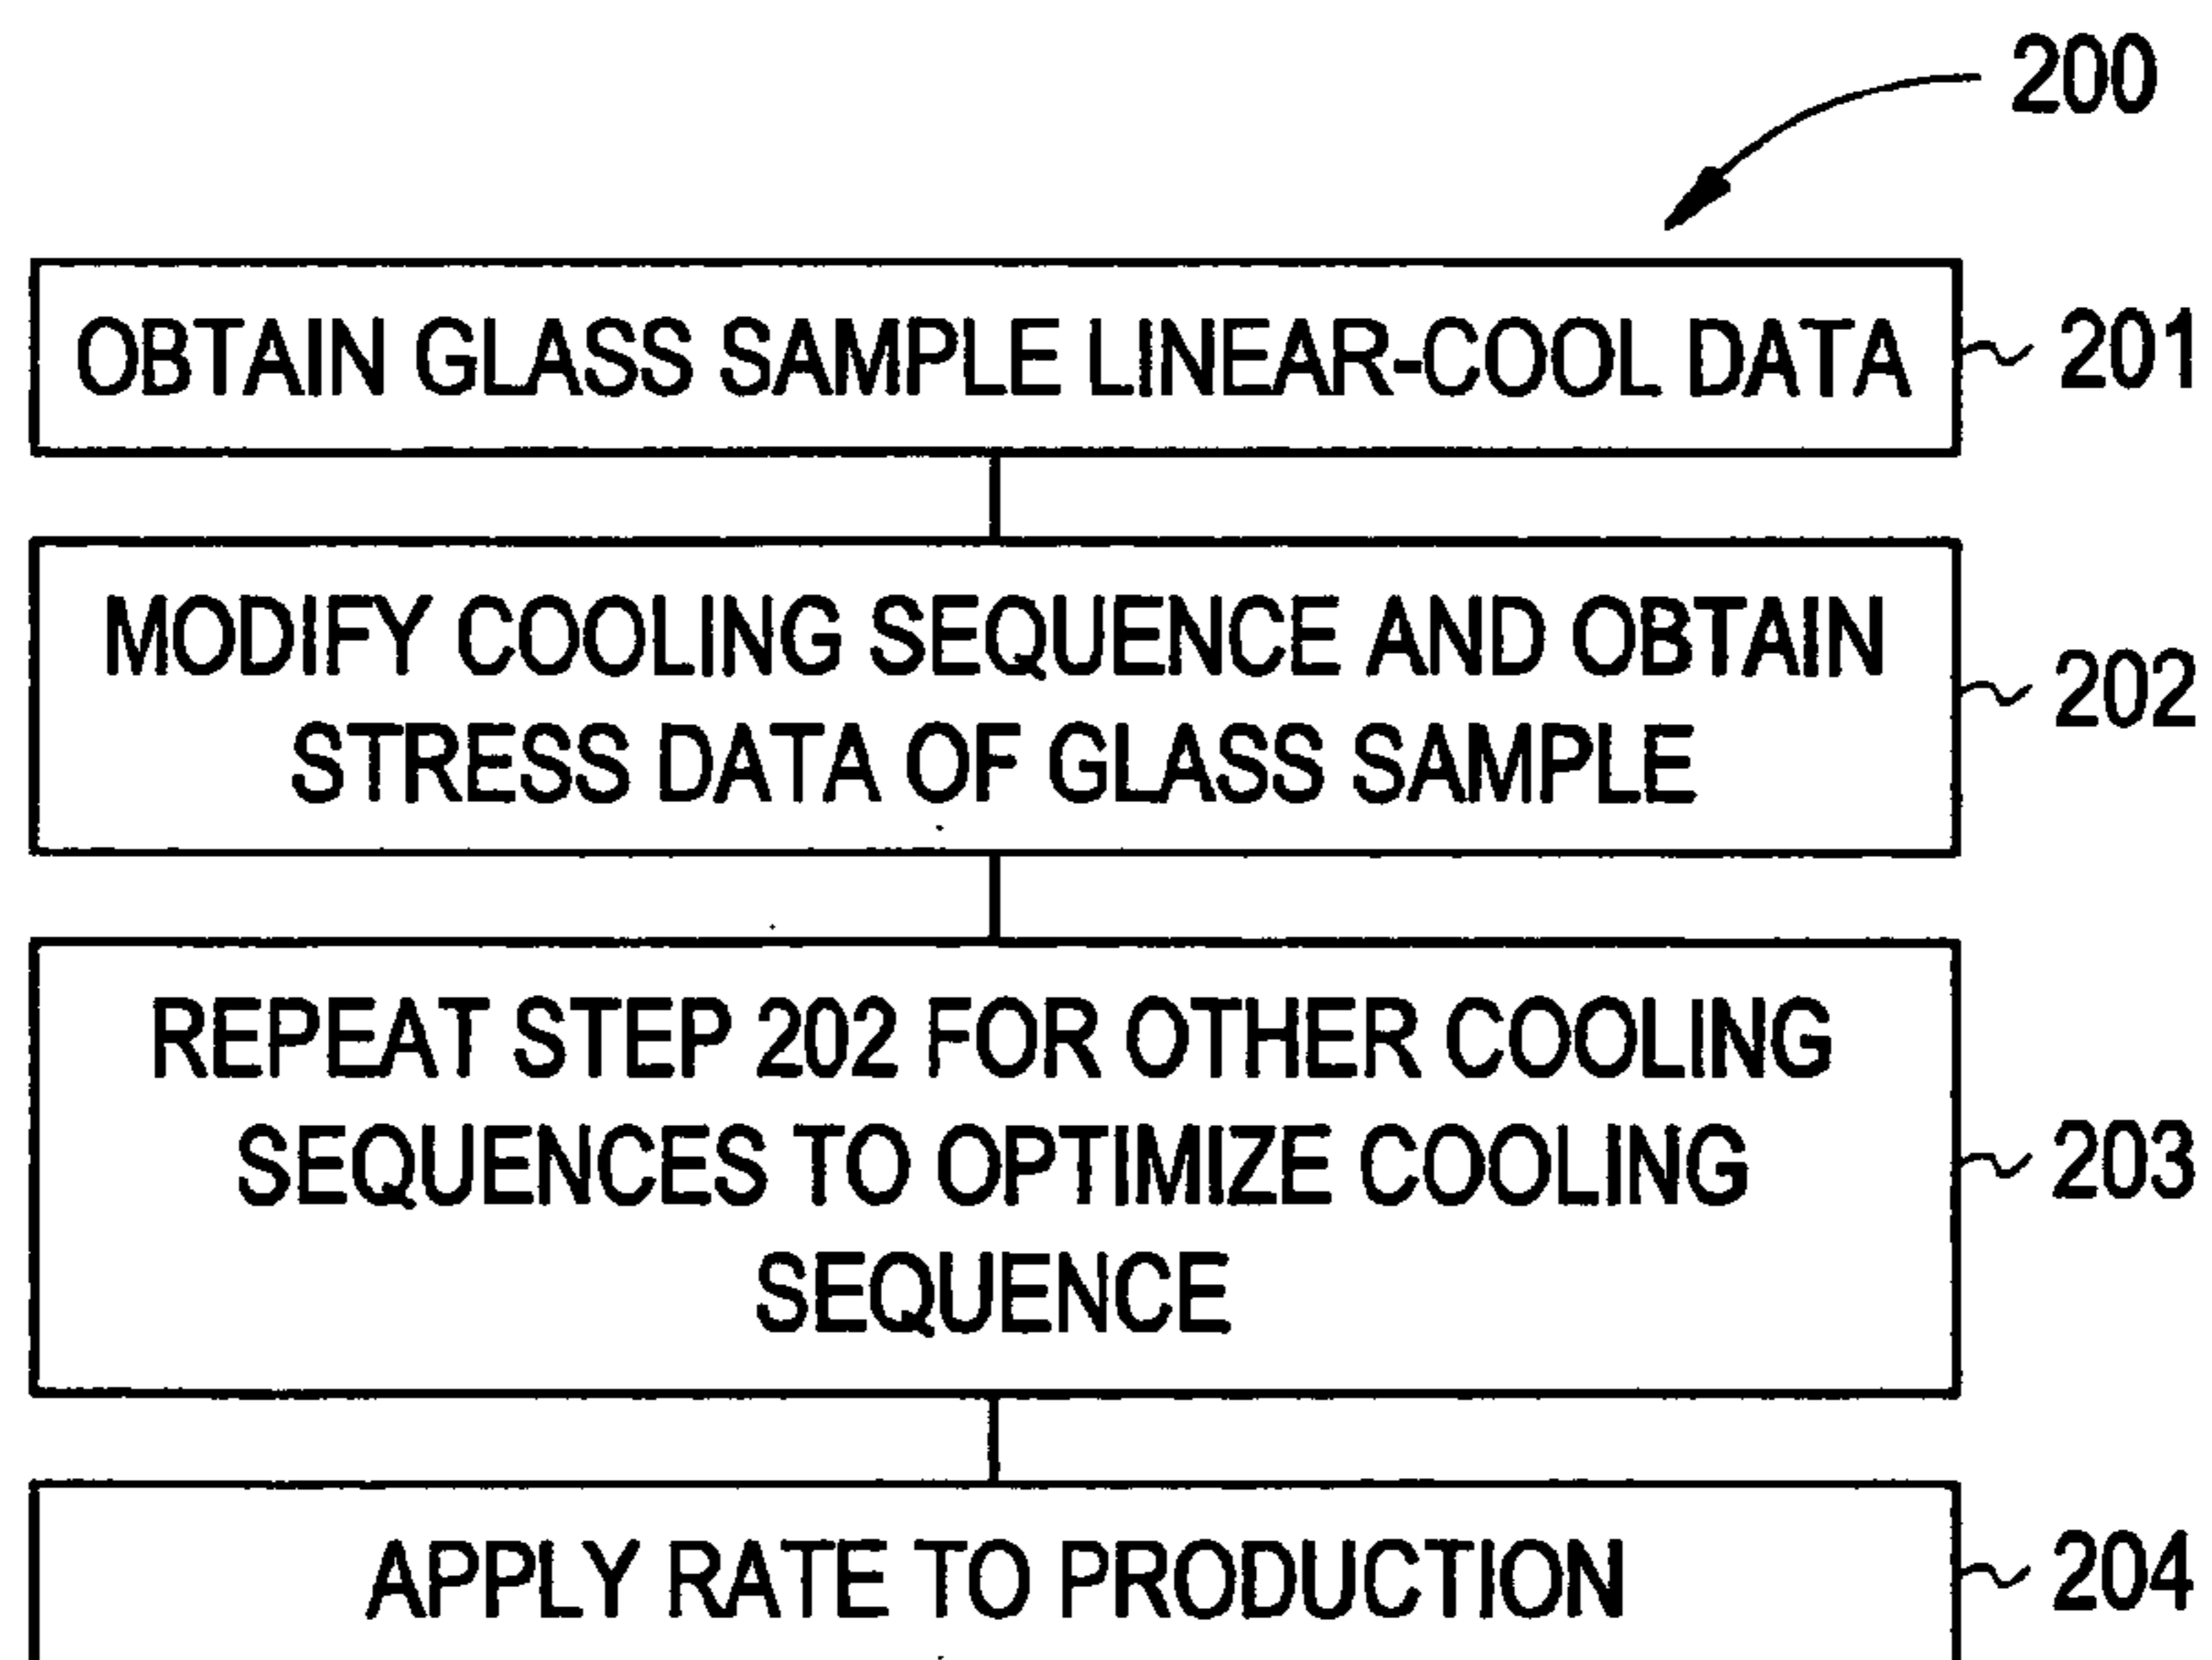 200
OBTAIN GLASS SAMPLE LINEAR-COOL DATA
201
MODIFY COOLING SEQUENCE AND OBTAIN
STRESS DATA OF GLASS SAMPLE
202
REPEAT STEP 202 FOR OTHER COOLING
SEQUENCES TO OPTIMIZE COOLING
SEQUENCE
203
APPLY RATE TO PRODUCTION
204